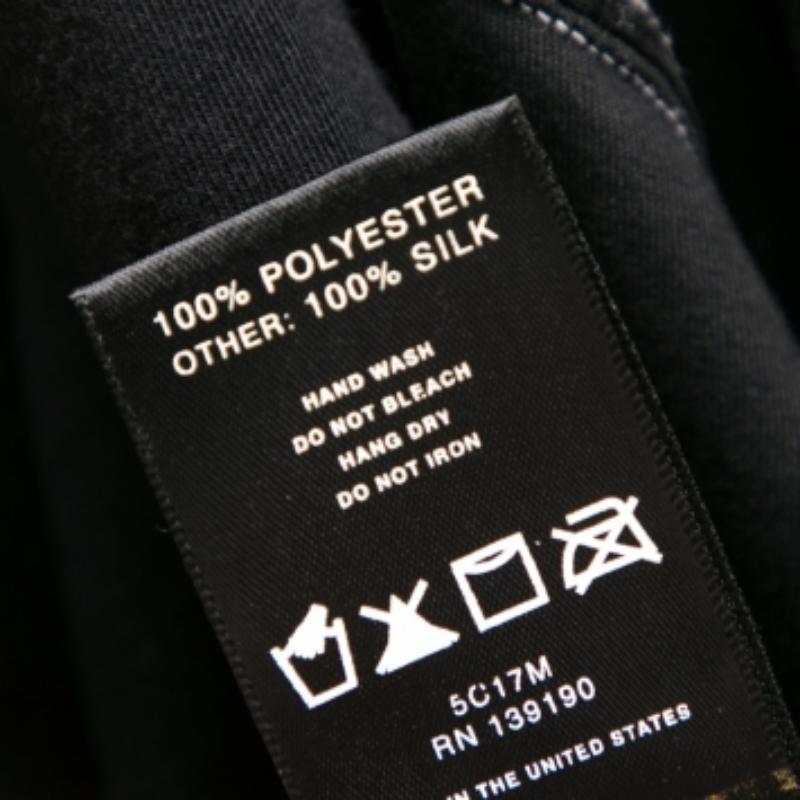 100% POLYESTER
OTHER: 100% SILK
HAND WASH
DO NOT BLEACH
HANG DRY
DO NOT IRON
5C17M
RN 139190
IN THE UNITED STATES